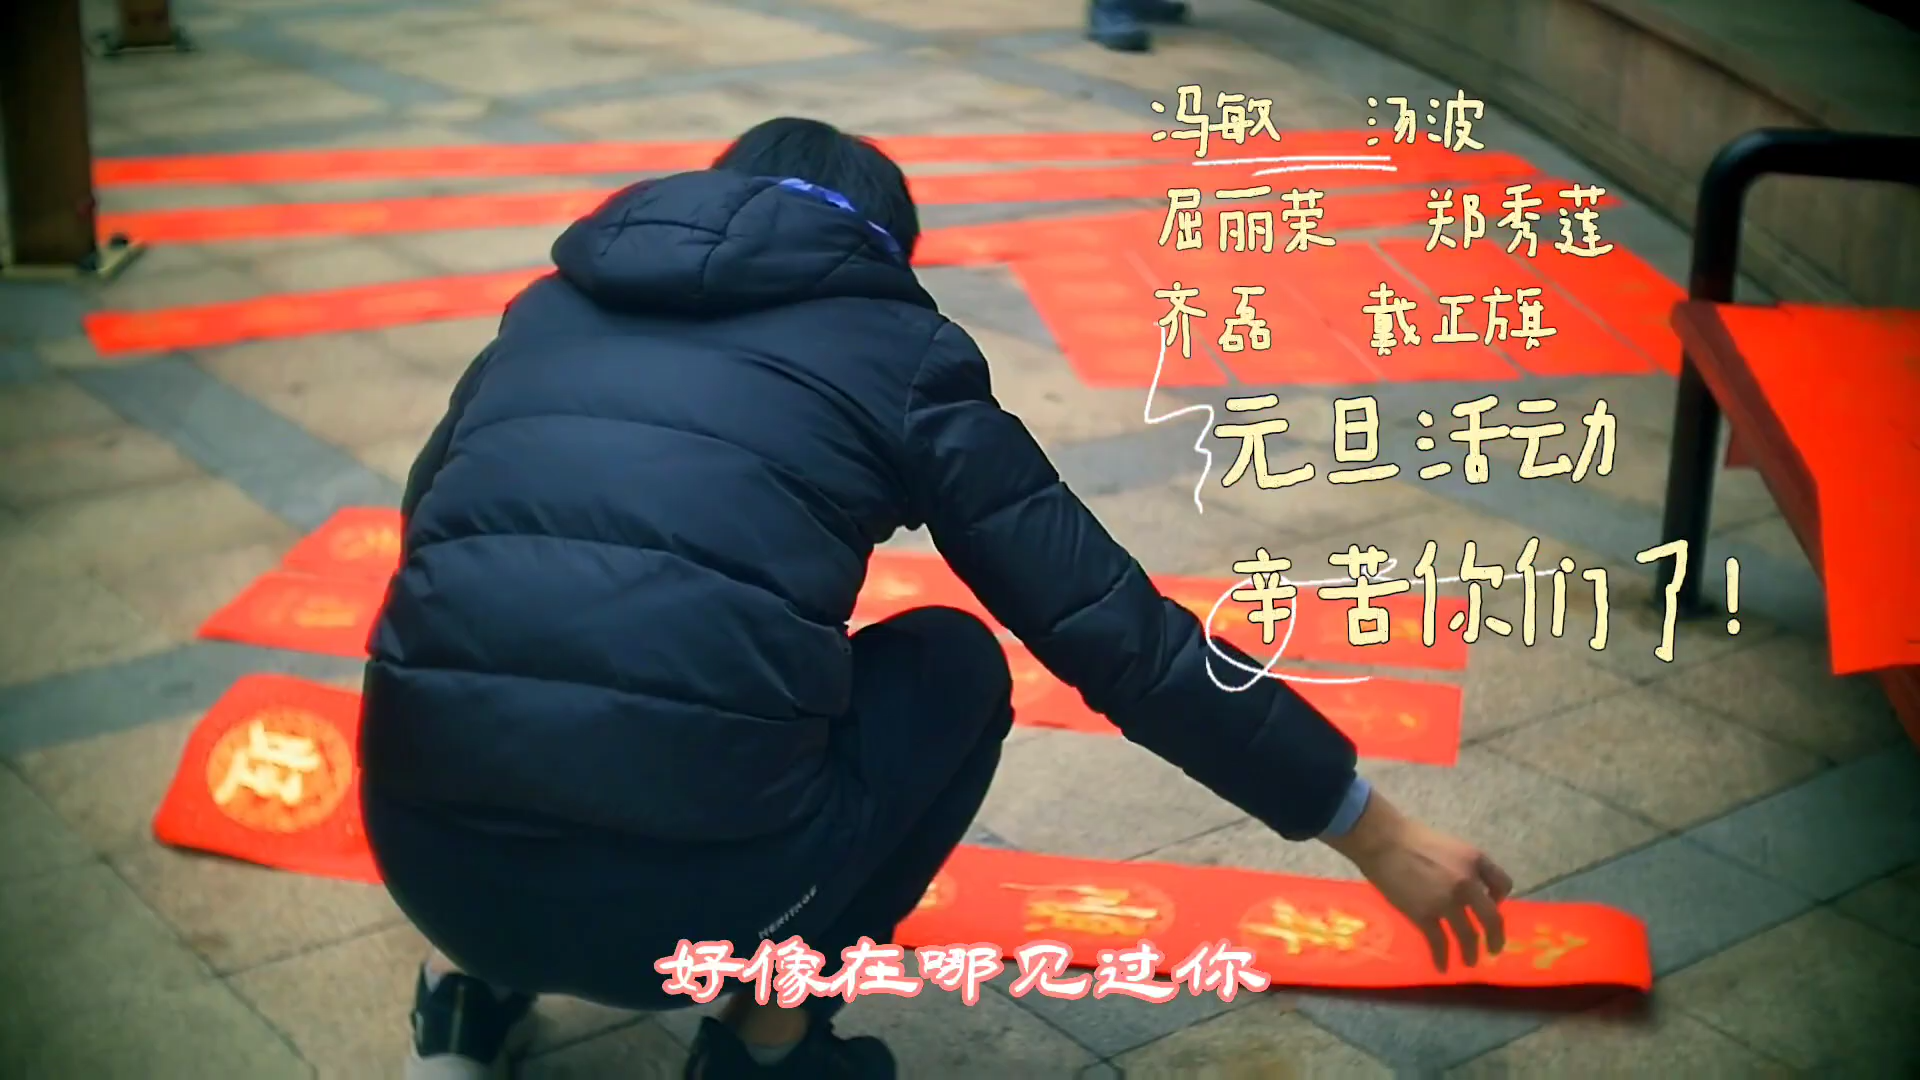 冯敏 汤波
屈丽荣 郑秀莲
齐磊 戴正旗
元旦活动
辛苦你们了!
HERITAGE
好像在哪见过你